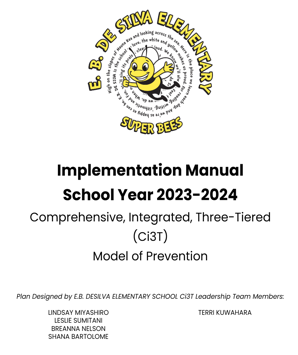 E. B. DE SILVA ELEMENTARY
SUPER BEES
Implementation Manual
School Year 2023-2024
Comprehensive, Integrated, Three-Tiered
(Ci3T)
Model of Prevention
Plan Designed by E.B. DESILVA ELEMENTARY SCHOOL Ci3T Leadership Team Members:
LINDSAY MIYASHIRO
LESLIE SUMITANI
BREANNA NELSON
SHANA BARTOLOME
TERRI KUWAHARA